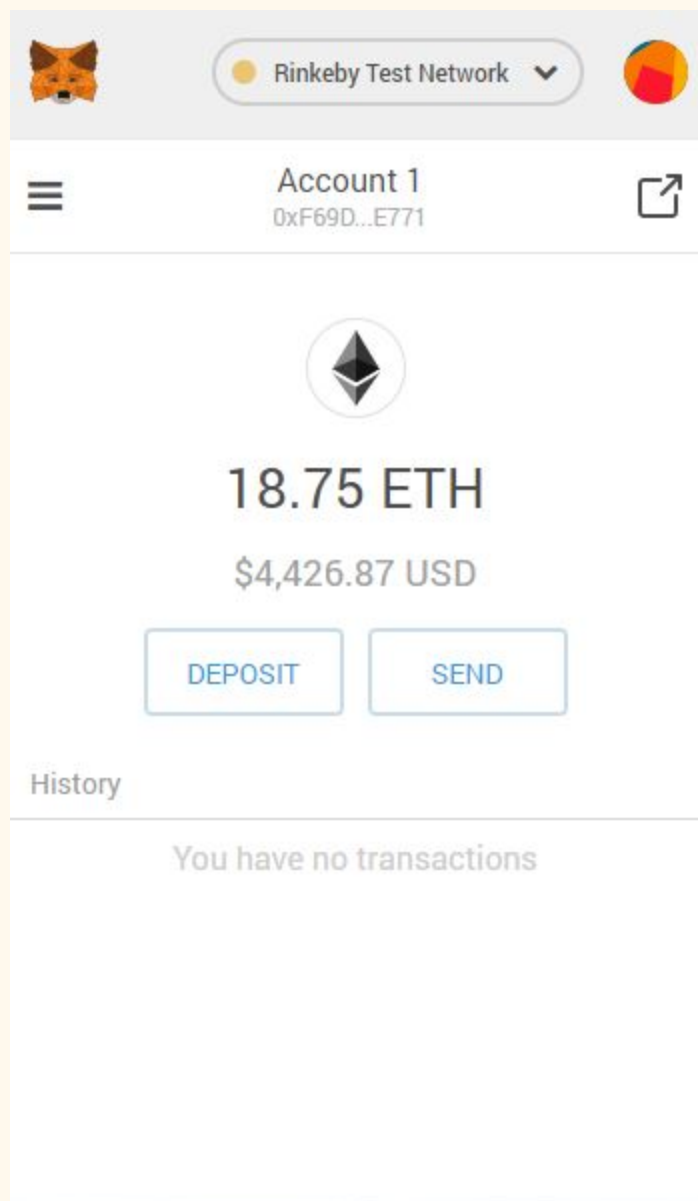 Rinkeby Test Network
Account 1
0xF69D...E771
18.75 ETH
$4,426.87 USD
DEPOSIT
SEND
History
You have no transactions